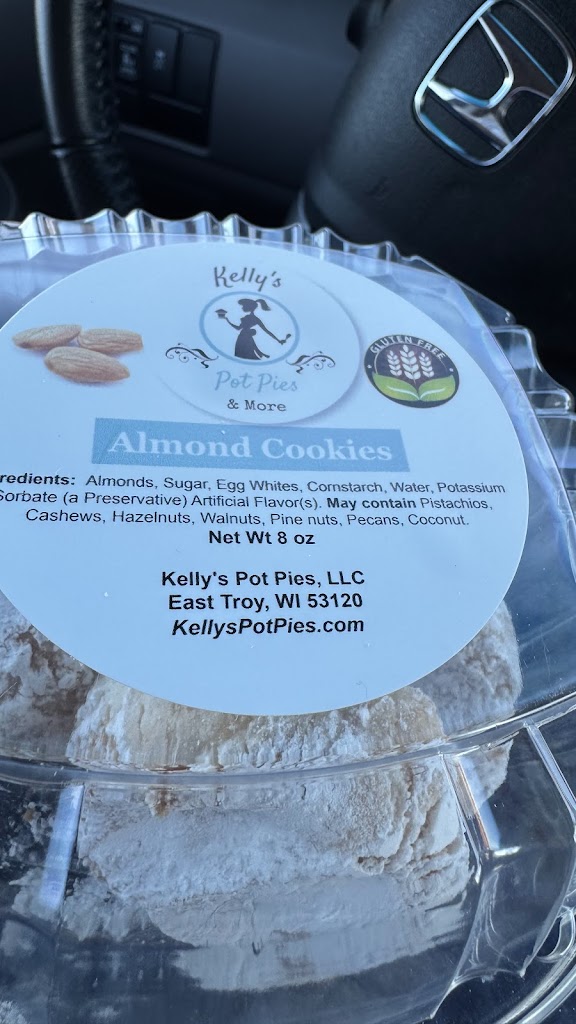 Kelly's
Pot Pies
& More
GLUTEN FREE
Almond Cookies
redients: Almonds, Sugar, Egg Whites, Cornstarch, Water, Potassium
Sorbate (a Preservative) Artificial Flavor(s). May contain Pistachios,
Cashews, Hazelnuts, Walnuts, Pine nuts, Pecans, Coconut.
Net Wt 8 oz
Kelly's Pot Pies, LLC
East Troy, WI 53120
KellysPotPies.com